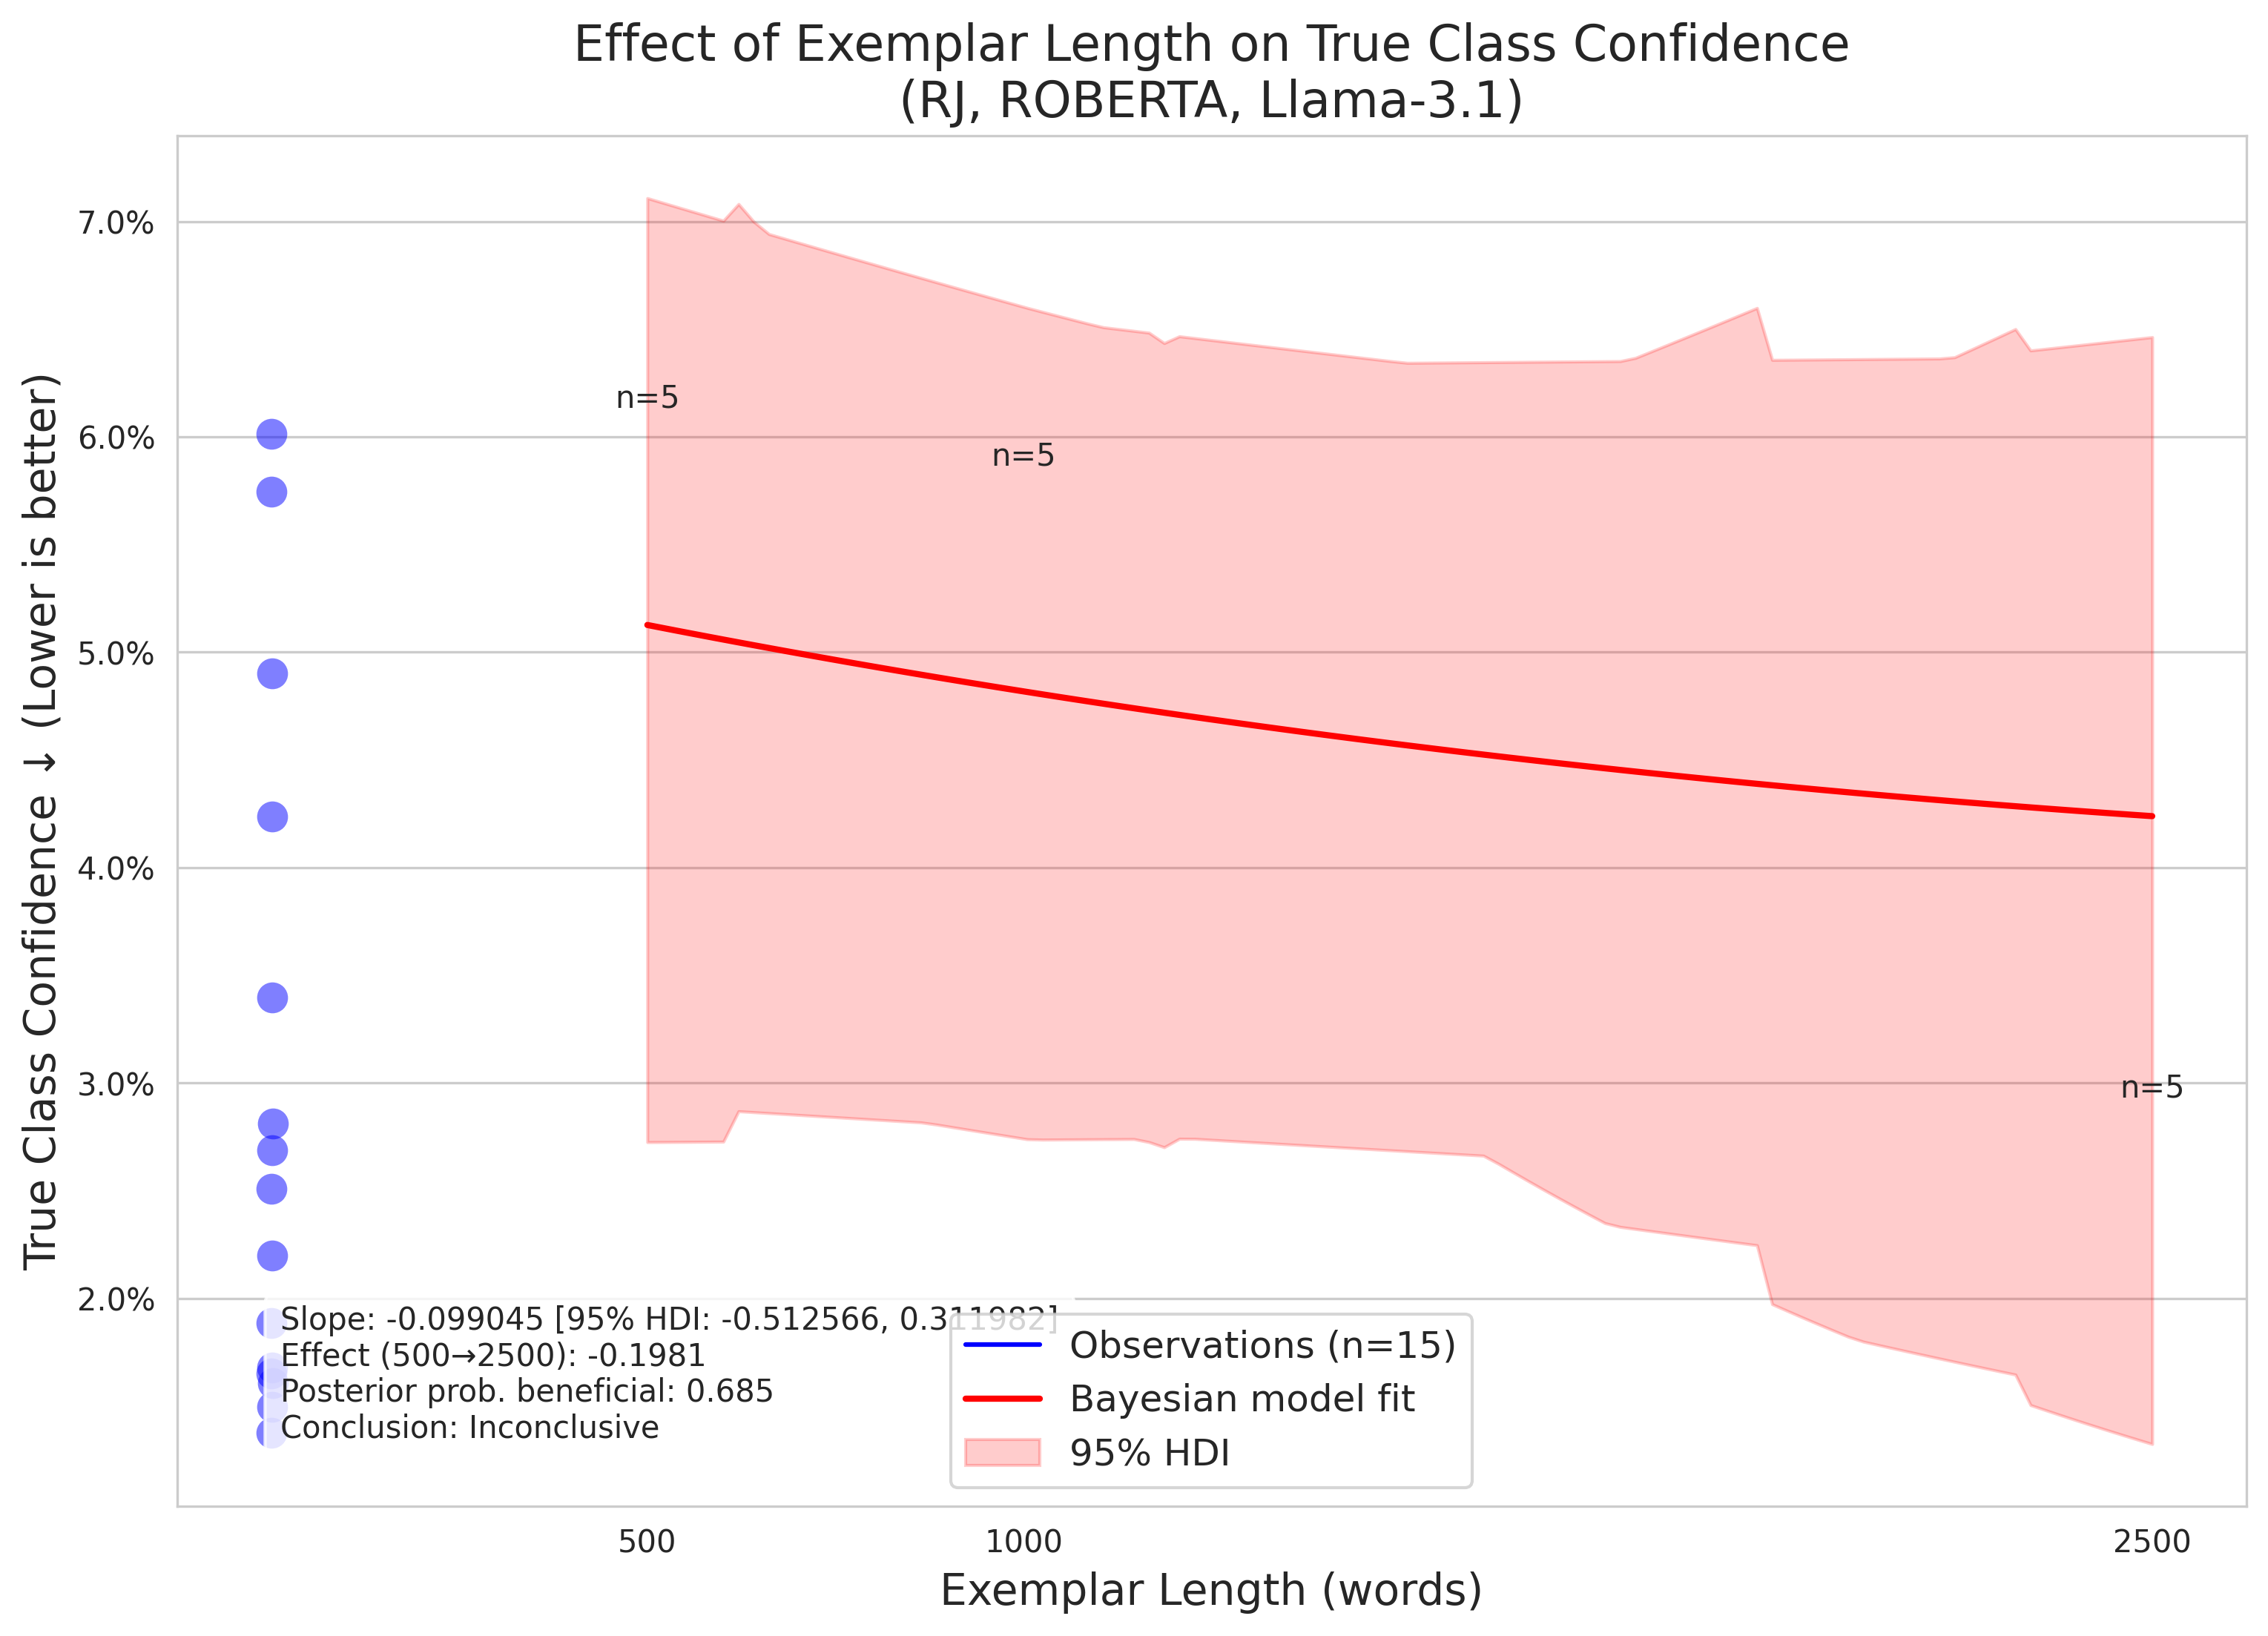 Effect of Exemplar Length on True Class Confidence
(RJ, ROBERTA, Llama-3.1)
True Class Confidence ↓ (Lower is better)
7.0%
6.0%
5.0%
4.0%
3.0%
2.0%
n=5
n=5
n=5
Slope: -0.099045 [95% HDI: -0.512566, 0.311982]
Effect (500→2500): -0.1981
Posterior prob. beneficial: 0.685
Conclusion: Inconclusive
Observations (n=15)
Bayesian model fit
95% HDI
500
1000
2500
Exemplar Length (words)